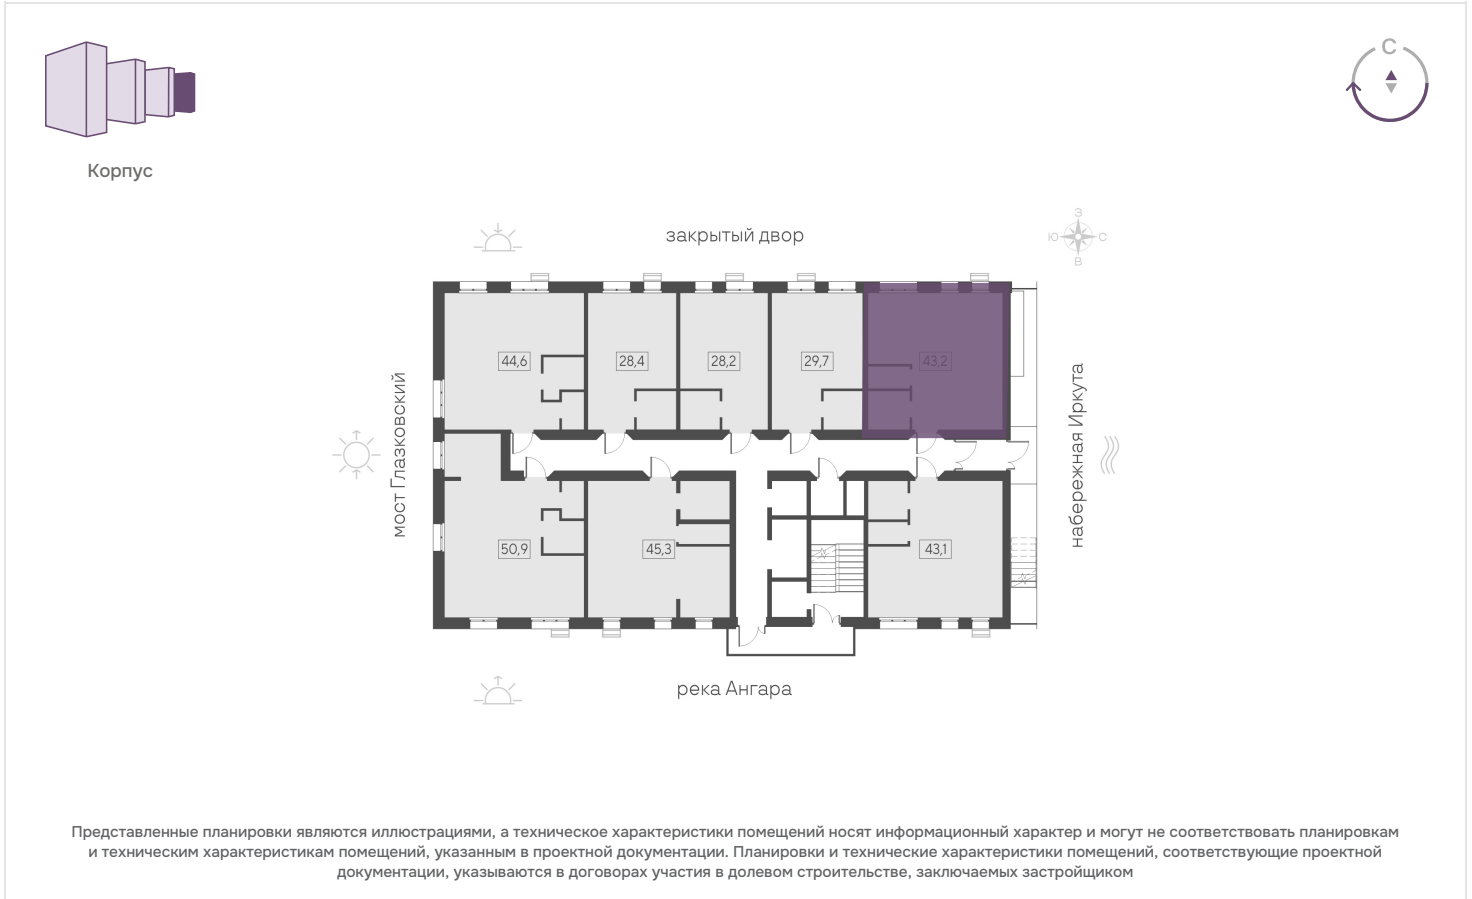 С
Корпус
закрытый двор
З
Ю
С
В
44,6
28,4
28,2
29,7
43,2
мост Глазковский
набережная Иркута
50,9
45,3
43,1
река Ангара
Представленные планировки являются иллюстрациями, а техническое характеристики помещений носят информационный характер и могут не соответствовать планировкам
и техническим характеристикам помещений, указанным в проектной документации. Планировки и технические характеристики помещений, соответствующие проектной
документации, указываются в договорах участия в долевом строительстве, заключаемых застройщиком